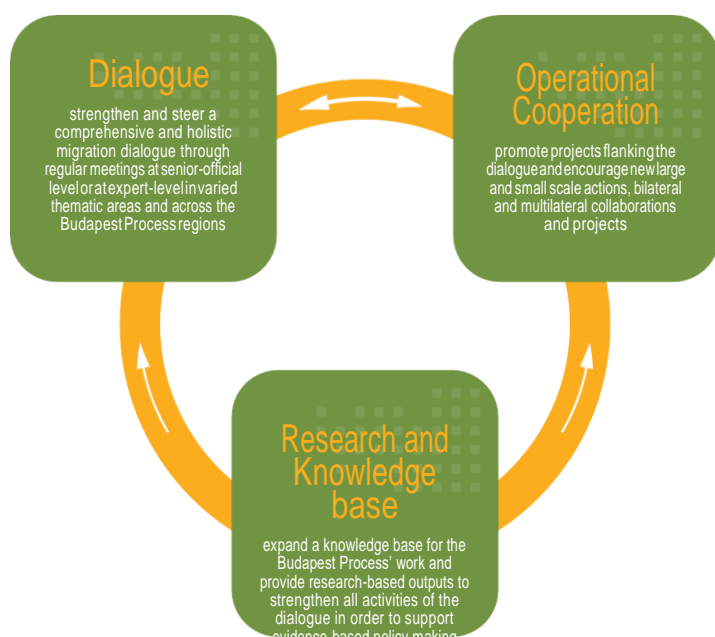 Dialogue
strengthen and steer a
comprehensive and holistic
migration dialogue through
regular meetings at senior-official
level or at expert-level in varied
thematic areas and across the
Budapest Process regions
Operational
Cooperation
promote projects flanking the
dialogue and encourage new large
and small scale actions, bilateral
and multilateral collaborations
and projects
Research and
Knowledge
base
expand a knowledge base for the
Budapest Process' work and
provide research-based outputs to
strengthen all activities of the
dialogue in order to support
evidence-based policy making